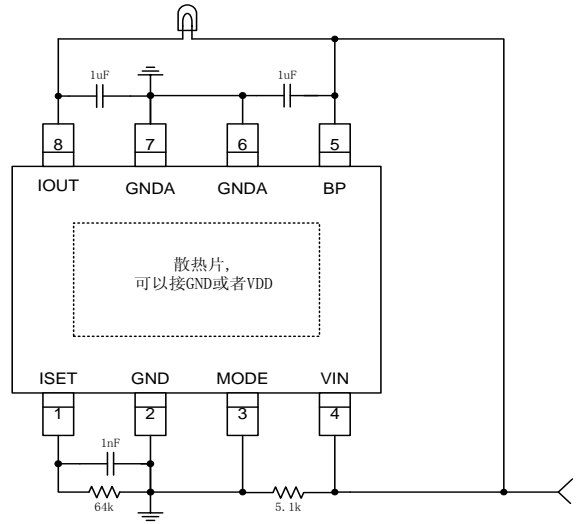 1uF
1uF
8
7
6
5
IOUT
GNDA
GNDA
BP
散热片,
可以接GND或者VDD
ISET
GND
MODE
VIN
1
2
3
4
1nF
64k
5.1k